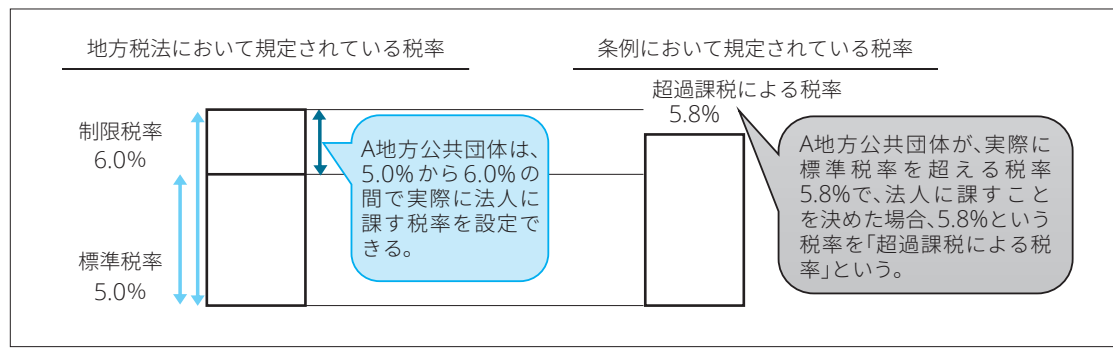 地方税法において規定されている税率
条例において規定されている税率
超過課税による税率
5.8%
制限税率
6.0%
標準税率
5.0%
A地方公共団体は、
5.0%から6.0%の
間で実際に法人に
課す税率を設定で
きる。
A地方公共団体が、実際に
標準税率を超える税率
5.8%で、法人に課すこと
を決めた場合、5.8%という
税率を「超過課税による税
率」という。